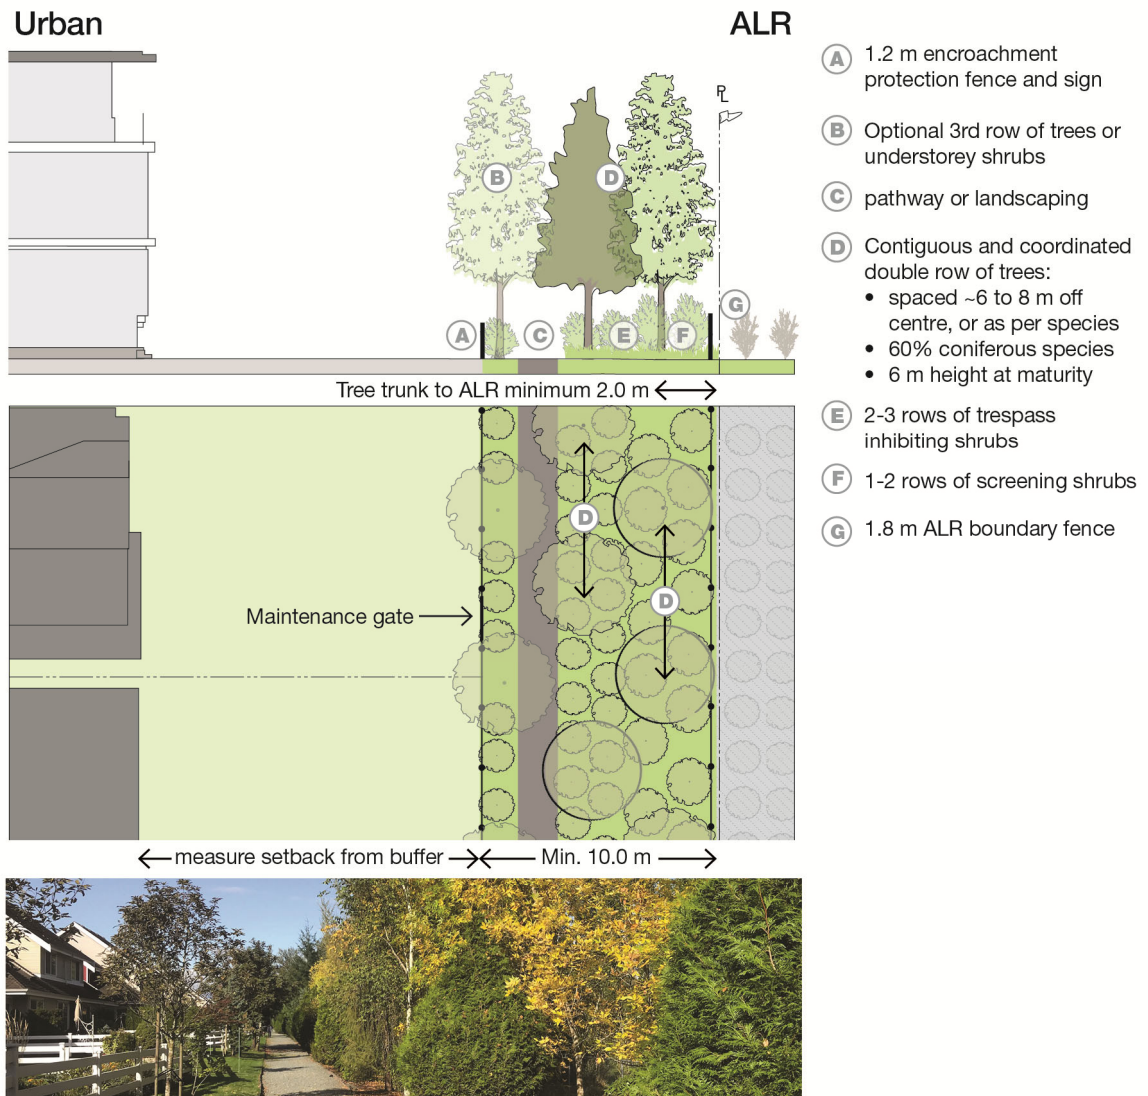 Urban
ALR
PL
B
D
A
C
E
F
G
Tree trunk to ALR minimum 2.0 m
D
D
Maintenance gate
measure setback from buffer
Min. 10.0 m
A
1.2 m encroachment
protection fence and sign
B
Optional 3rd row of trees or
understorey shrubs
C
pathway or landscaping
D
Contiguous and coordinated
double row of trees:
• spaced ~6 to 8 m off
centre, or as per species
• 60% coniferous species
• 6 m height at maturity
E
2-3 rows of trespass
inhibiting shrubs
F
1-2 rows of screening shrubs
G
1.8 m ALR boundary fence